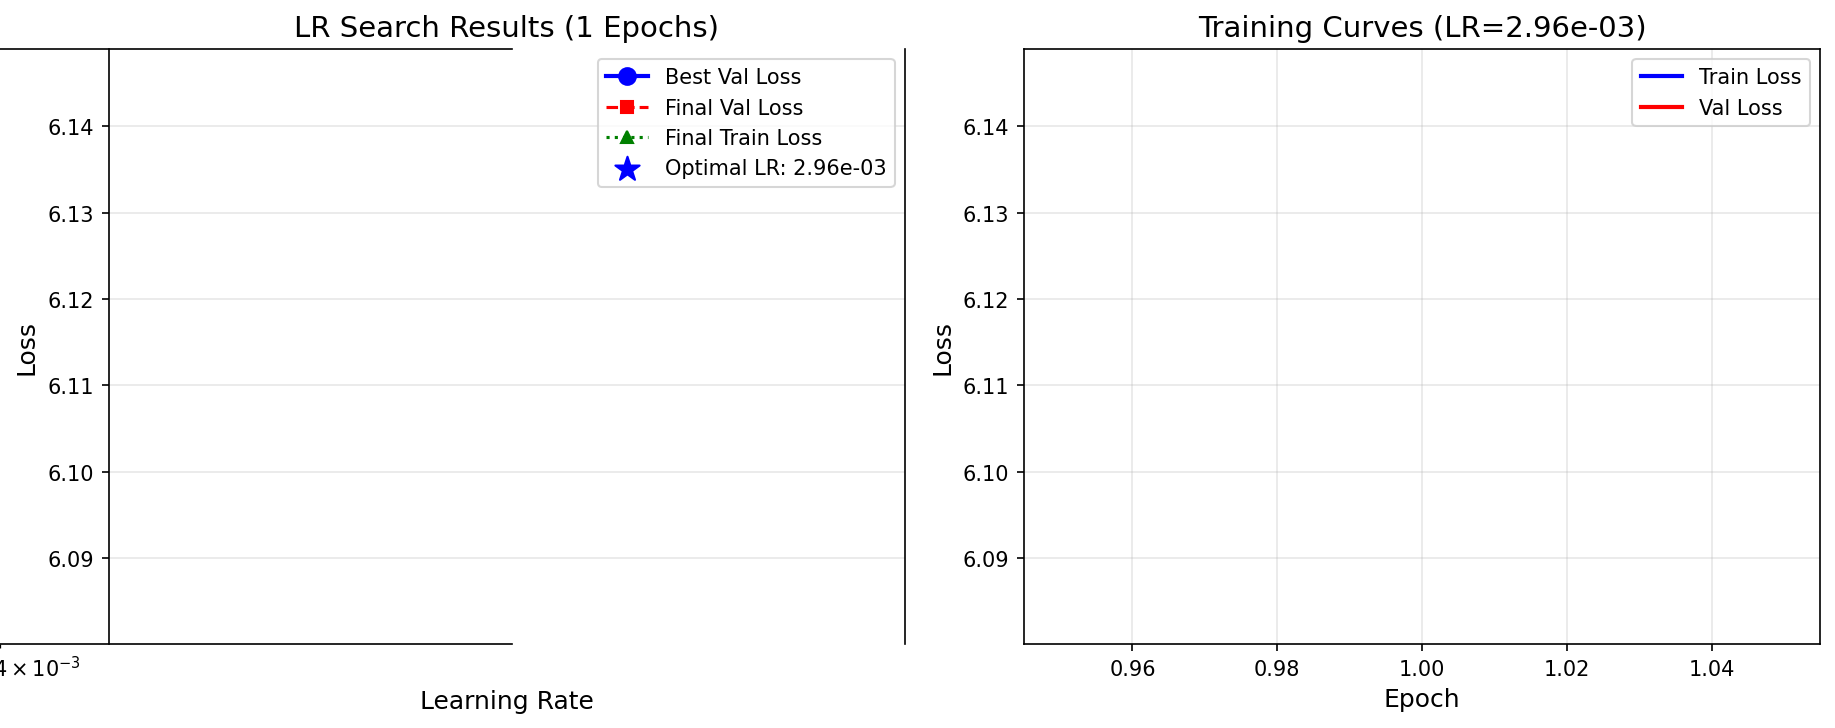 LR Search Results (1 Epochs)
Best Val Loss
Final Val Loss
Final Train Loss
Optimal LR: 2.96e-03
6.14
6.13
6.12
6.11
6.10
6.09
Loss
4 × 10⁻³
Learning Rate
Training Curves (LR=2.96e-03)
Train Loss
Val Loss
6.14
6.13
6.12
6.11
6.10
6.09
Loss
0.96 0.98 1.00 1.02 1.04
Epoch